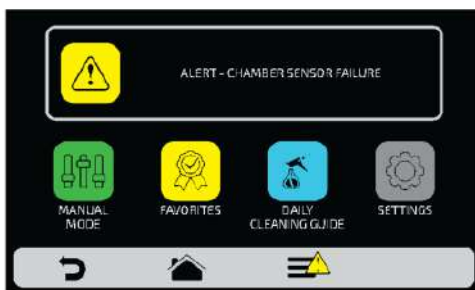 ALERT - CHAMBER SENSOR FAILURE
MANUAL
MODE
FAVORITES
DAILY
CLEANING GUIDE
SETTINGS